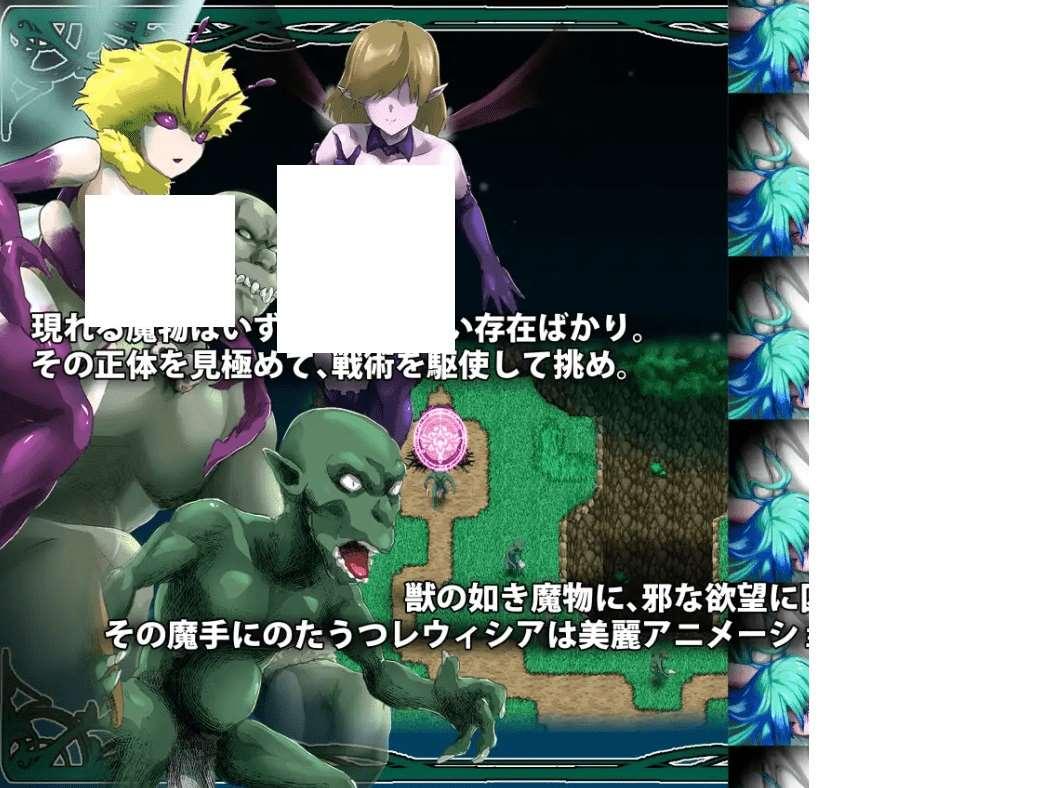 現れる魔物はいず い存在ばかり。
その正体を見極めて、戦術を駆使して挑め。
獣の如き魔物に、邪な欲望に
その魔手にのたうつレウィシアは美麗アニメーショ